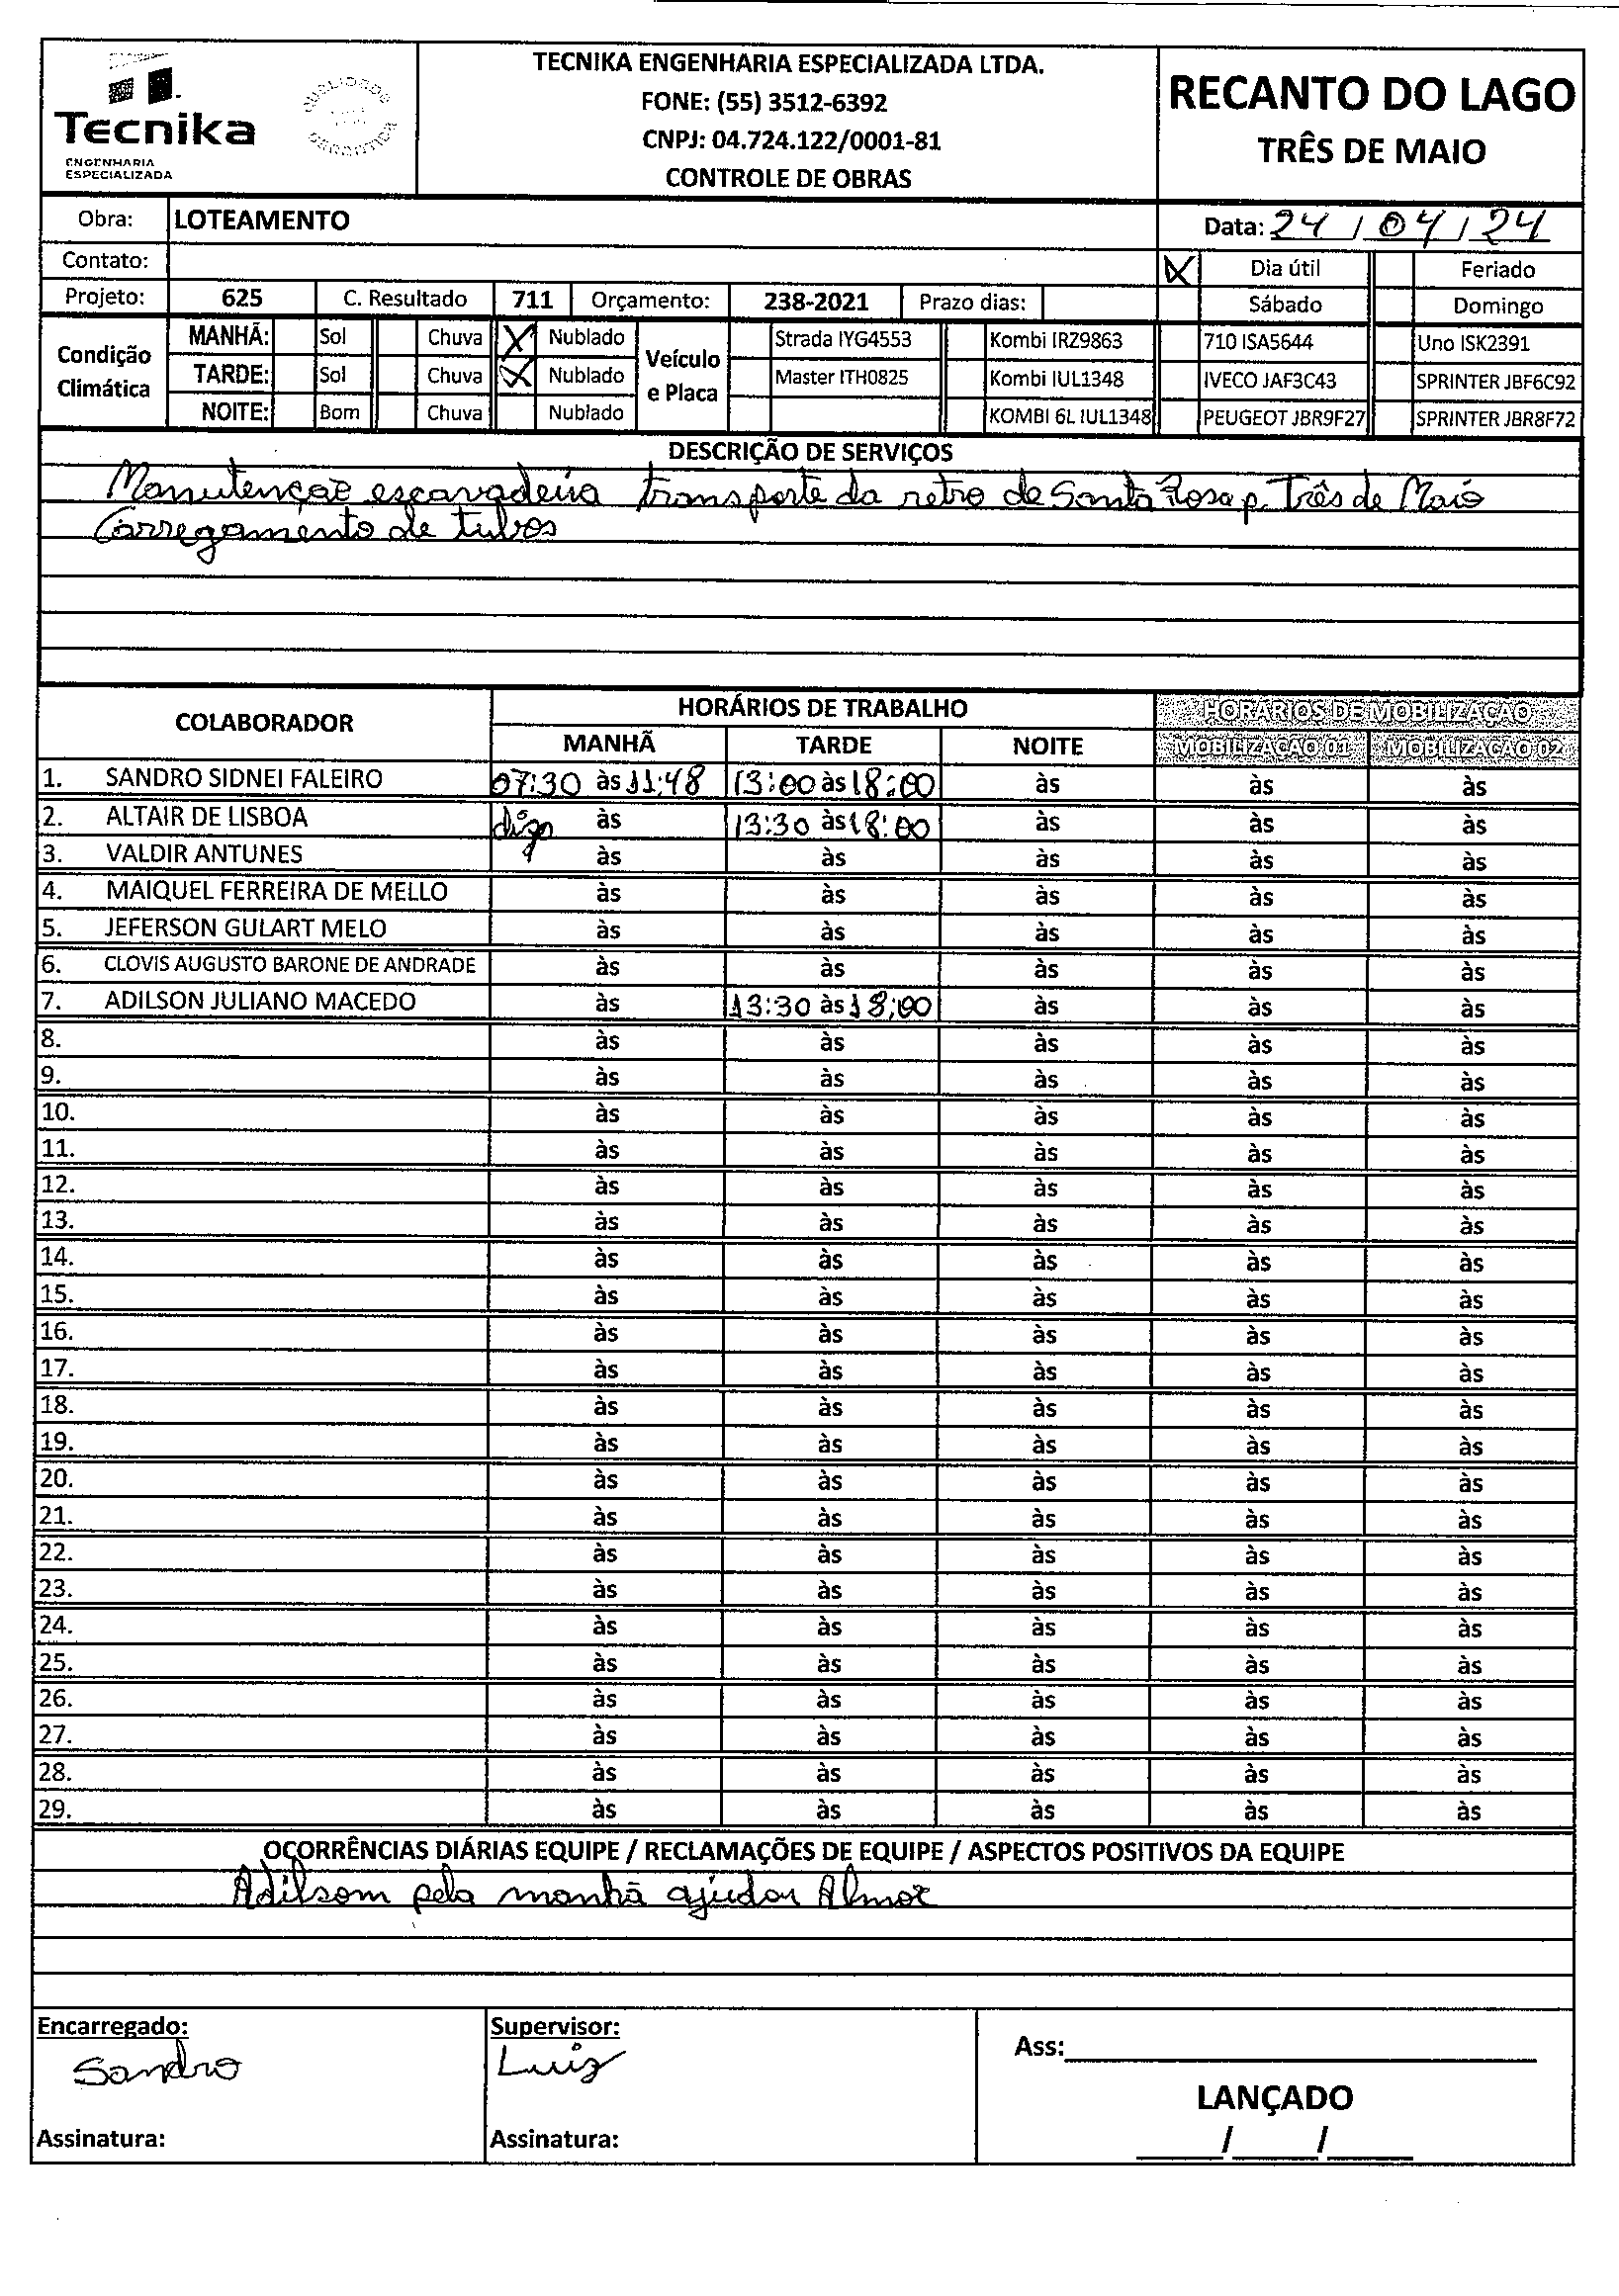 Tecnika
ENGENHARIA
ESPECIALIZADA
TECNIKA ENGENHARIA ESPECIALIZADA LTDA.
FONE: (55) 3512-6392
CNPJ: 04.724.122/0001-81
CONTROLE DE OBRAS
RECANTO DO LAGO
TRÊS DE MAIO
Obra: LOTEAMENTO
Data: 24 / 04 / 24
Contato:
X Dia útil Feriado
Projeto: 625 C. Resultado 711 Orçamento: 238-2021 Prazo dias:
Sábado Domingo
Condição Climática
MANHÃ: Sol Chuva X Nublado
TARDE: Sol Chuva X Nublado
NOITE: Bom Chuva Nublado
Veículo e Placa
Strada IYG4553 Kombi IRZ9863 710 ISA5644 Uno ISK2391
Master ITH0825 Kombi IUL1348 IVECO JAF3C43 SPRINTER JBF6C92
KOMBI 6L IUL1348 PEUGEOT JBR9F27 SPRINTER JBR8F72
DESCRIÇÃO DE SERVIÇOS
Manutenção escavadeira transporte da retro de Santa Rosa p. Três de Maio
Carregamento de tubos
COLABORADOR HORÁRIOS DE TRABALHO HORÁRIOS DE MOBILIZAÇÃO
MANHÃ TARDE NOITE MOBILIZAÇÃO 01 MOBILIZAÇÃO 02
1. SANDRO SIDNEI FALEIRO 07:30 às 11:48 13:00 às 18:00 às às às
2. ALTAIR DE LISBOA às 13:30 às 18:00 às às às
3. VALDIR ANTUNES às às às às às
4. MAIQUEL FERREIRA DE MELLO às às às às às
5. JEFERSON GULART MELO às às às às às
6. CLOVIS AUGUSTO BARONE DE ANDRADE às às às às às
7. ADILSON JULIANO MACEDO às 13:30 às 18:00 às às às
8. às às às às às
9. às às às às às
10. às às às às às
11. às às às às às
12. às às às às às
13. às às às às às
14. às às às às às
15. às às às às às
16. às às às às às
17. às às às às às
18. às às às às às
19. às às às às às
20. às às às às às
21. às às às às às
22. às às às às às
23. às às às às às
24. às às às às às
25. às às às às às
26. às às às às às
27. às às às às às
28. às às às às às
29. às às às às às
OCORRÊNCIAS DIÁRIAS EQUIPE / RECLAMAÇÕES DE EQUIPE / ASPECTOS POSITIVOS DA EQUIPE
Adilsom pela manhã ajudou
Encarregado: Supervisor:
Sandro Luiz
Ass:
LANÇADO
Assinatura: Assinatura:
/ /